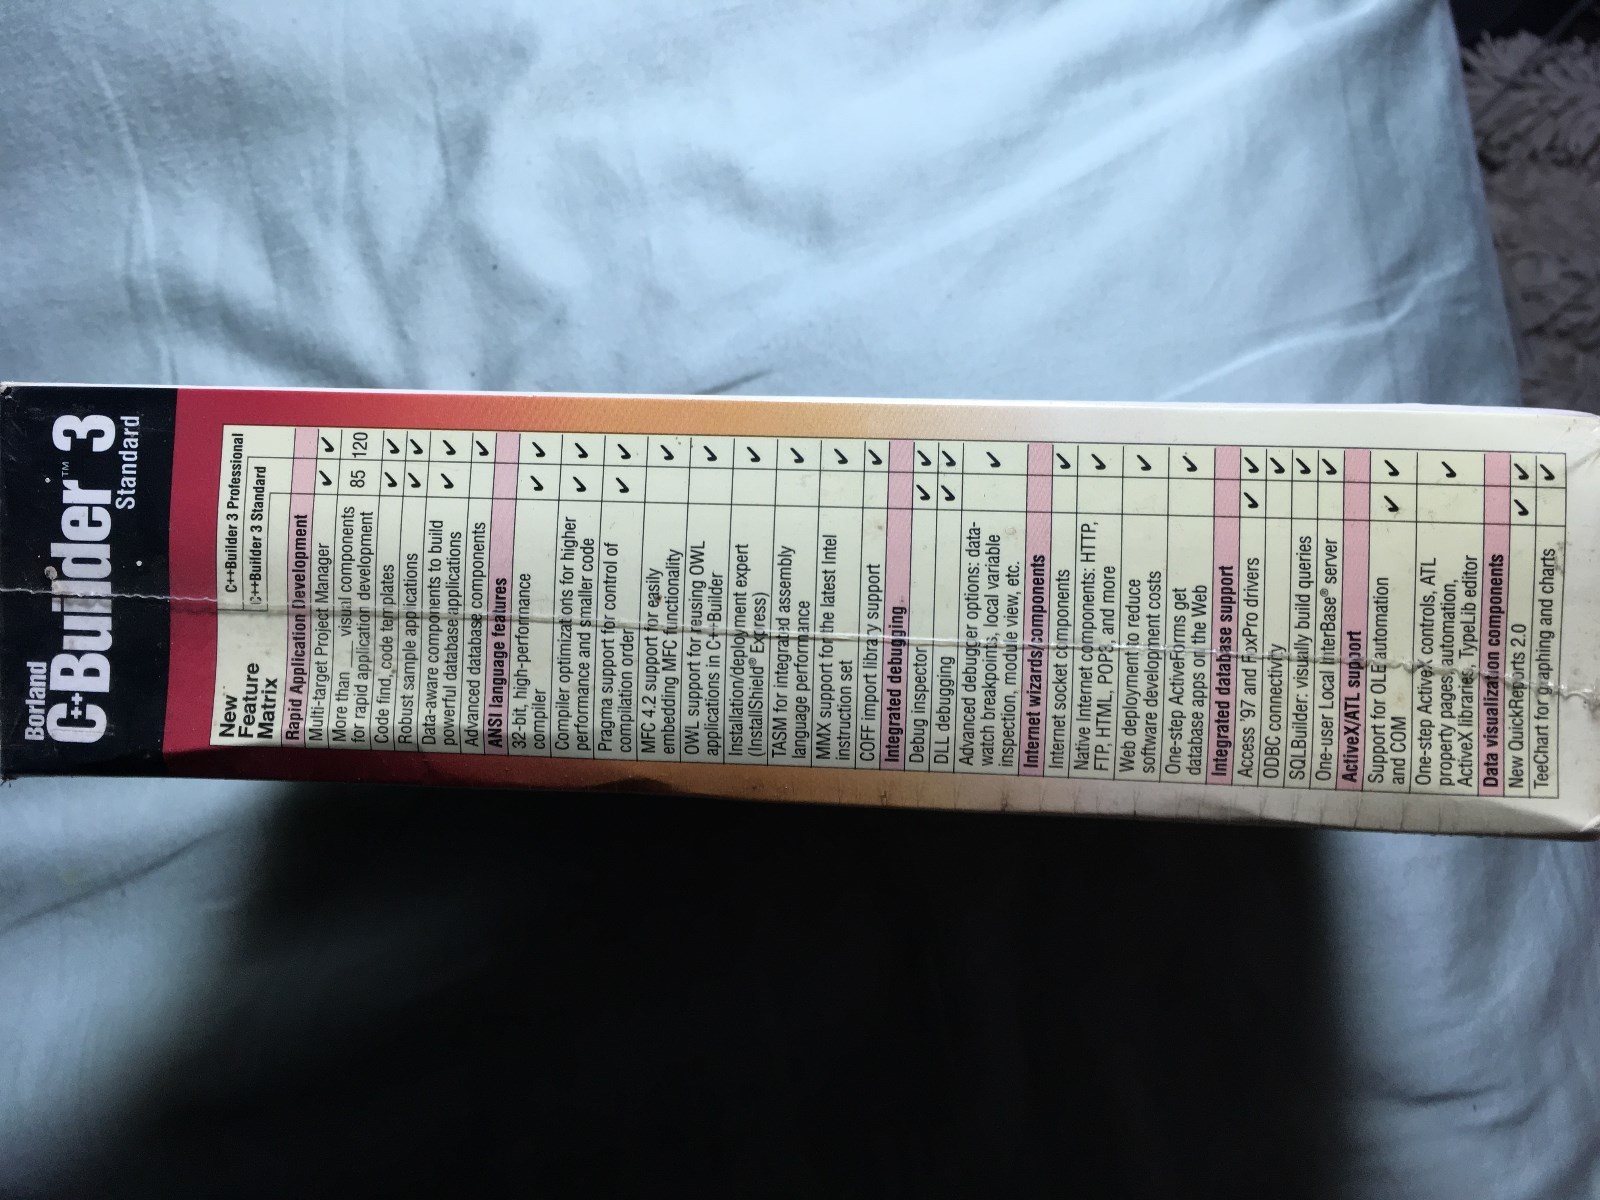 Borland
C++Builder™ 3
Standard
New
Feature
Matrix
C++Builder 3 Professional
C++Builder 3 Standard
Rapid Application Development
Multi-target Project Manager ✓ ✓
More than ___ visual components
for rapid application development 85 120
Code find, code templates ✓ ✓
Robust sample applications ✓ ✓
Data-aware components to build
powerful database applications ✓ ✓
Advanced database components ✓
ANSI language features
32-bit, high-performance
compiler ✓ ✓
Compiler optimizations for higher
performance and smaller code ✓ ✓
Pragma support for control of
compilation order ✓ ✓
MFC 4.2 support for easily
embedding MFC functionality ✓
OWL support for reusing OWL
applications in C++Builder ✓
Installation/deployment expert
(InstallShield® Express) ✓
TASM for integrated assembly
language performance ✓
MMX support for the latest Intel
instruction set ✓
COFF import library support ✓
Integrated debugging
Debug inspector ✓ ✓
DLL debugging ✓ ✓
Advanced debugger options: data-
watch breakpoints, local variable
inspection, module view, etc. ✓
Internet wizards/components
Internet socket components ✓
Native Internet components: HTTP,
FTP, HTML, POP3, and more ✓
Web deployment to reduce
software development costs ✓
One-step ActiveForms get
database apps on the Web ✓
Integrated database support
Access '97 and FoxPro drivers ✓ ✓
ODBC connectivity ✓
SQLBuilder: visually build queries ✓
One-user Local InterBase® server ✓
ActiveX/ATL support
Support for OLE automation
and COM ✓ ✓
One-step ActiveX controls, ATL
property pages, automation,
ActiveX libraries, TypeLib editor ✓
Data visualization components
New QuickReports 2.0 ✓ ✓
TeeChart for graphing and charts ✓